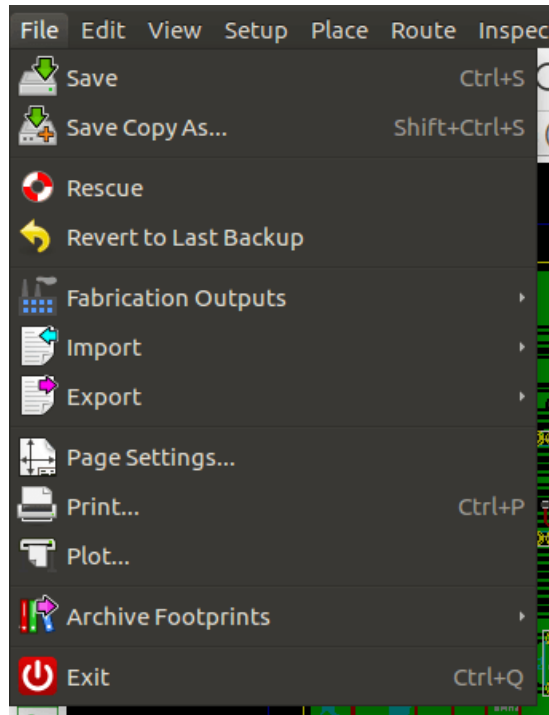 File Edit View Setup Place Route Inspec
Save Ctrl+S
Save Copy As... Shift+Ctrl+S
Rescue
Revert to Last Backup
Fabrication Outputs
Import
Export
Page Settings...
Print... Ctrl+P
Plot...
Archive Footprints
Exit Ctrl+Q